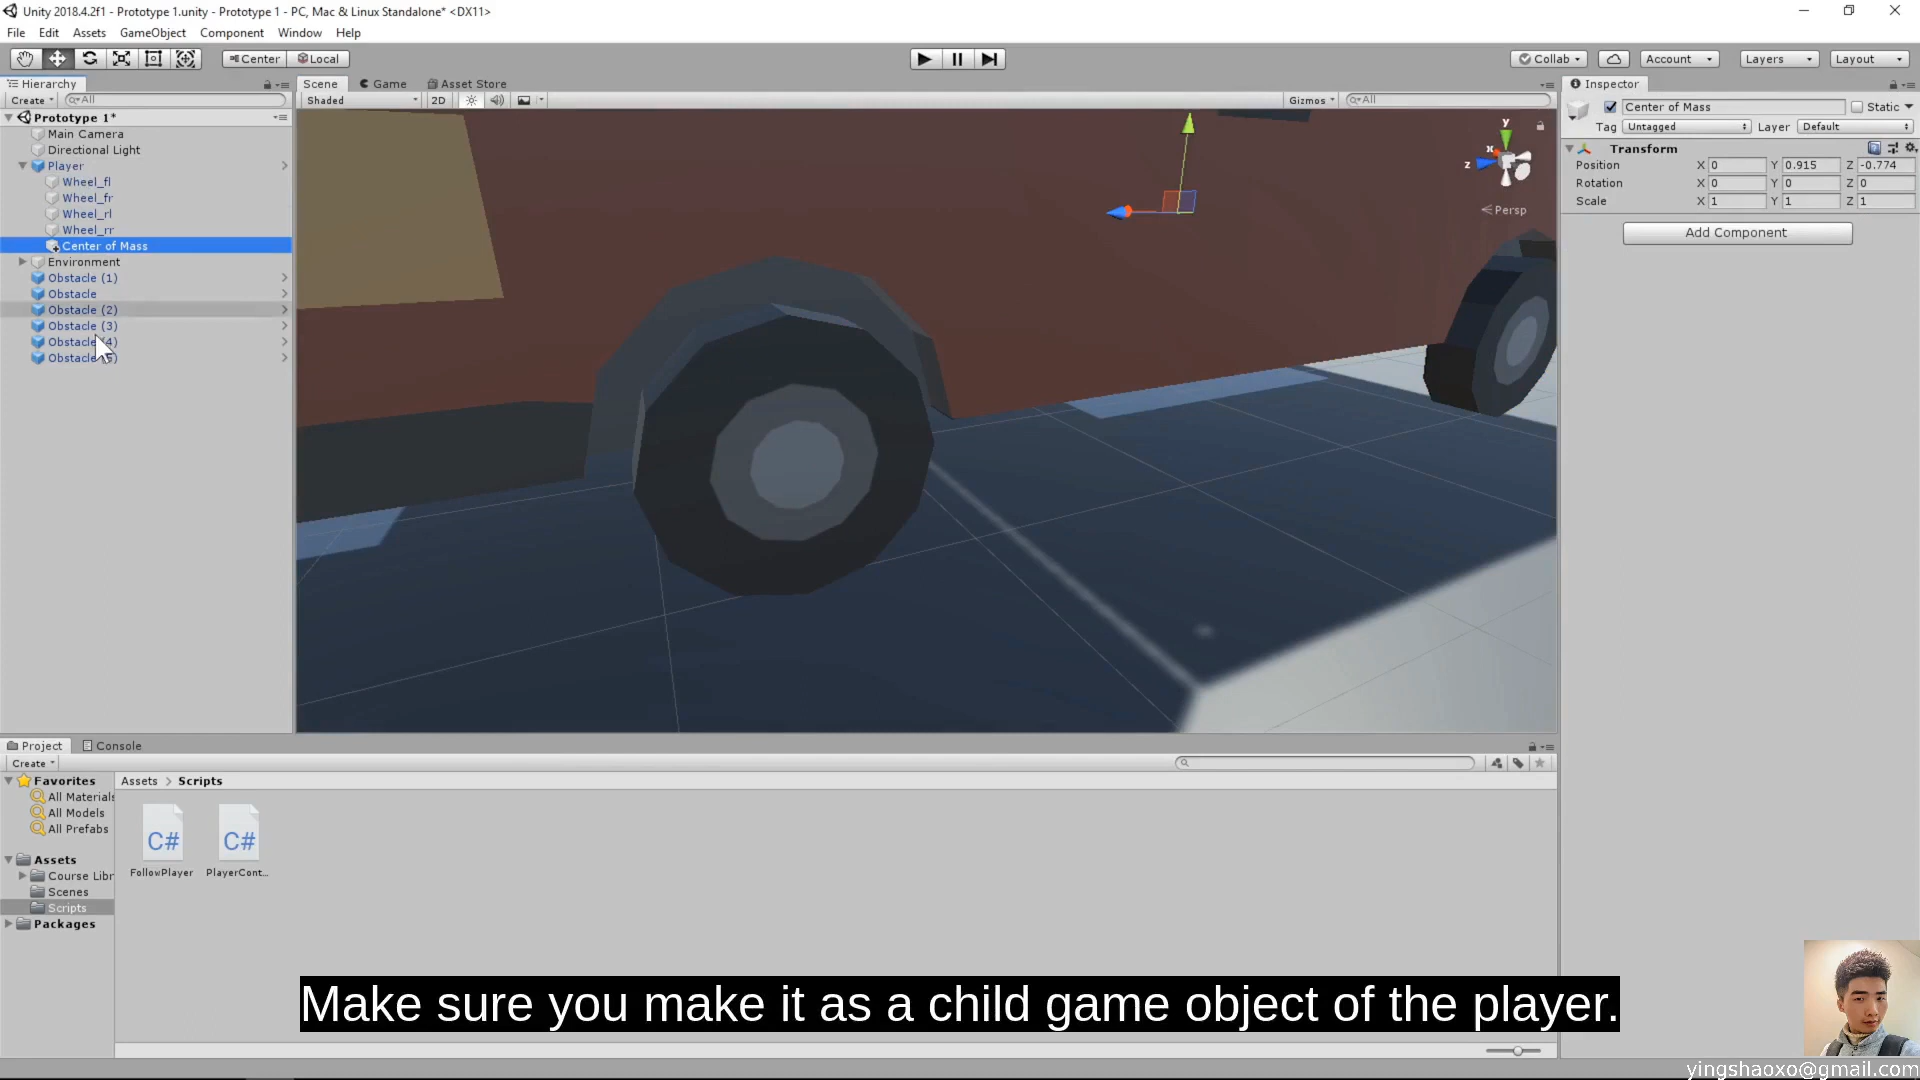 Unity 2018.4.2f1 - Prototype 1.unity - Prototype 1 - PC, Mac & Linux Standalone* <DX11>
File Edit Assets GameObject Component Window Help
Center Local
Collab Account Layers Layout
Hierarchy
Create All
Prototype 1*
Main Camera
Directional Light
Player
Wheel_fl
Wheel_fr
Wheel_rl
Wheel_rr
Center of Mass
Environment
Obstacle (1)
Obstacle
Obstacle (2)
Obstacle (3)
Obstacle (4)
Obstacle
Scene Game Asset Store
Shaded 2D Gizmos All
y
x
z
Persp
Inspector
Center of Mass Static
Tag Untagged Layer Default
Transform
Position X 0 Y 0.915 Z -0.774
Rotation X 0 Y 0 Z 0
Scale X 1 Y 1 Z 1
Add Component
Project Console
Create
Favorites
All Materials
All Models
All Prefabs
Assets
Course Libr
Scenes
Scripts
Packages
Assets > Scripts
C# C#
FollowPlayer PlayerCont...
Make sure you make it as a child game object of the player.
yingshaoxo@gmail.com